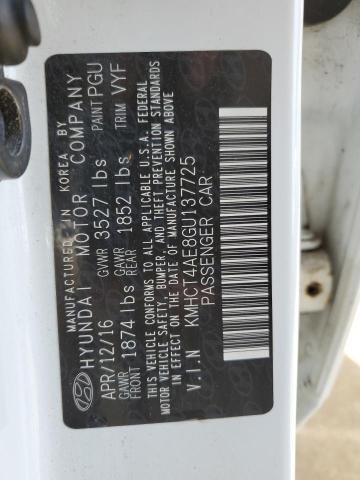 MANUFACTURED IN KOREA BY
HYUNDAI MOTOR COMPANY
APR/12/16 GVWR 3527 lbs PAINT PGU
GAWR FRONT 1874 lbs GAWR REAR 1852 lbs TRIM VYF
THIS VEHICLE CONFORMS TO ALL APPLICABLE U.S.A. FEDERAL
MOTOR VEHICLE SAFETY, BUMPER, AND THEFT PREVENTION STANDARDS
IN EFFECT ON THE DATE OF MANUFACTURE SHOWN ABOVE
V.I.N KMHCT4AE8GU137725
PASSENGER CAR